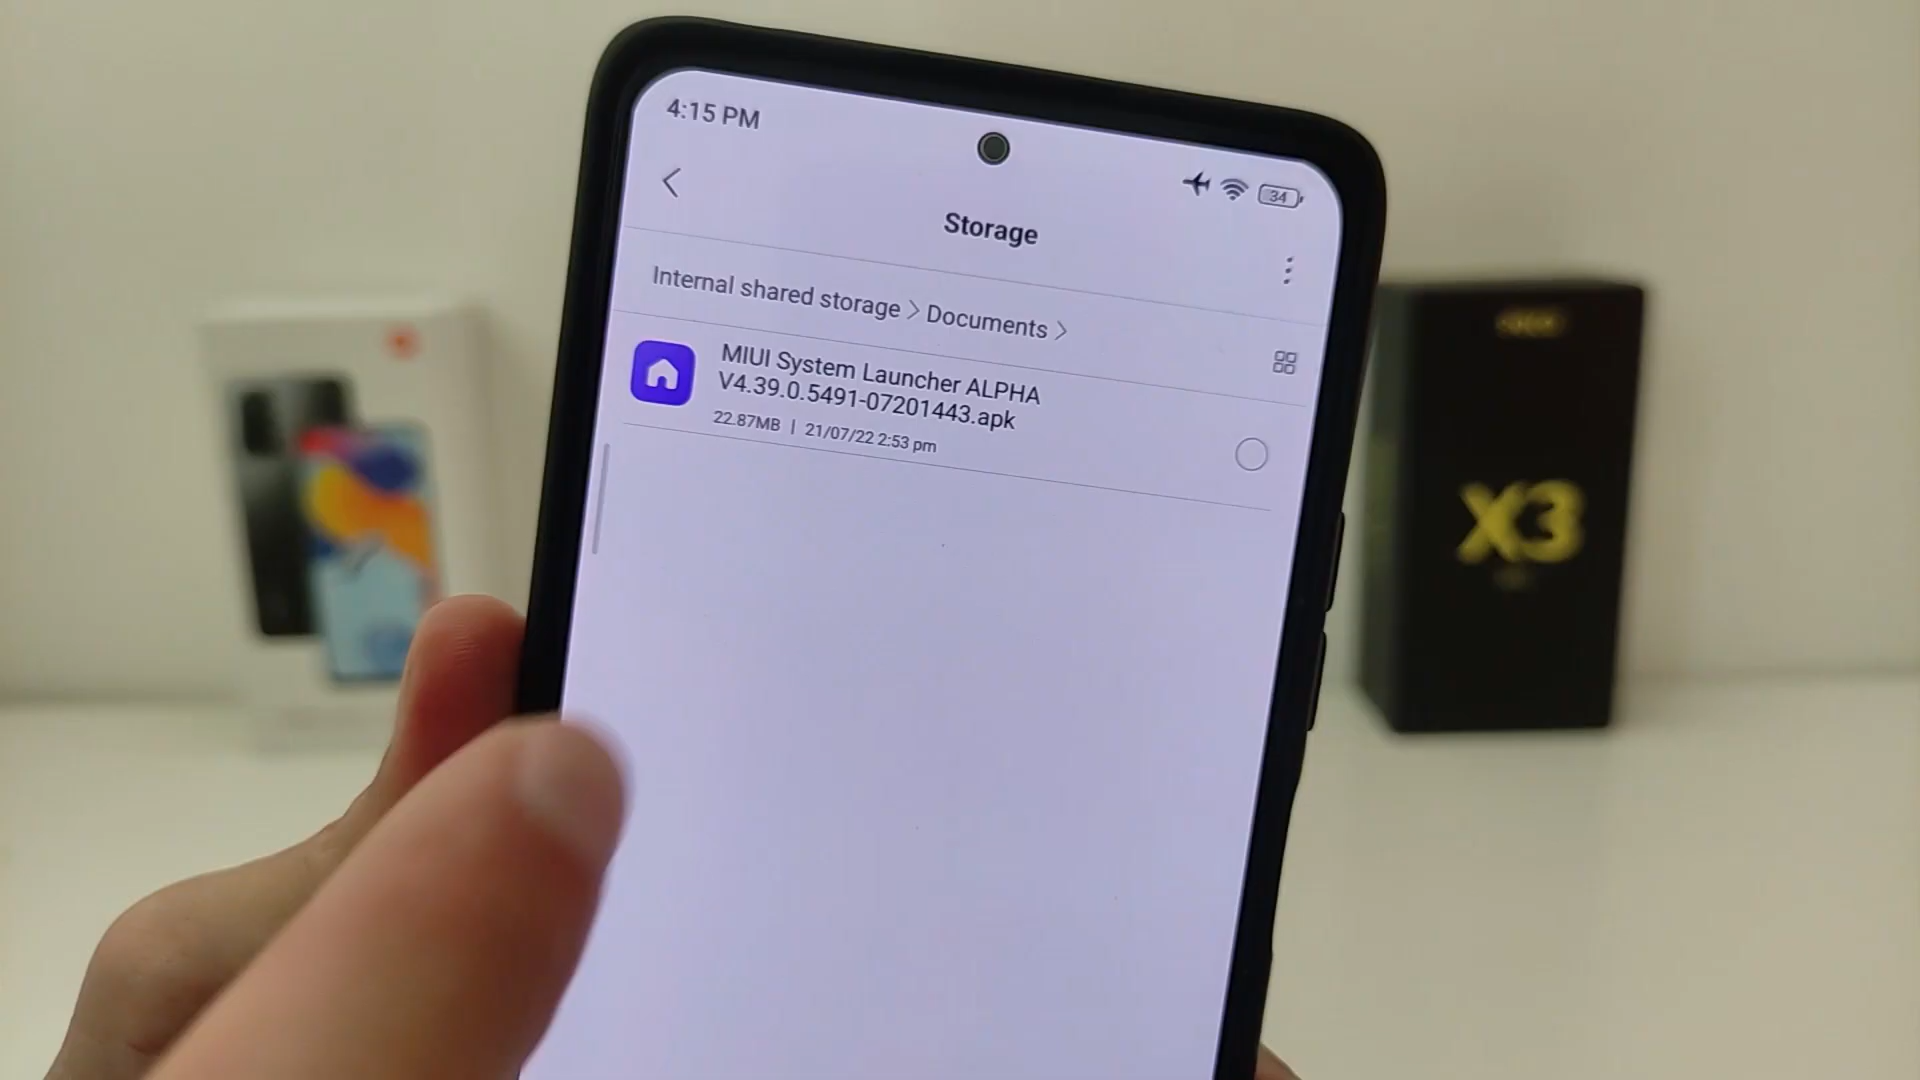 4:15 PM
34
Storage
Internal shared storage > Documents >
MIUI System Launcher ALPHA
V4.39.0.5491-07201443.apk
22.87MB | 21/07/22 2:53 pm
X3